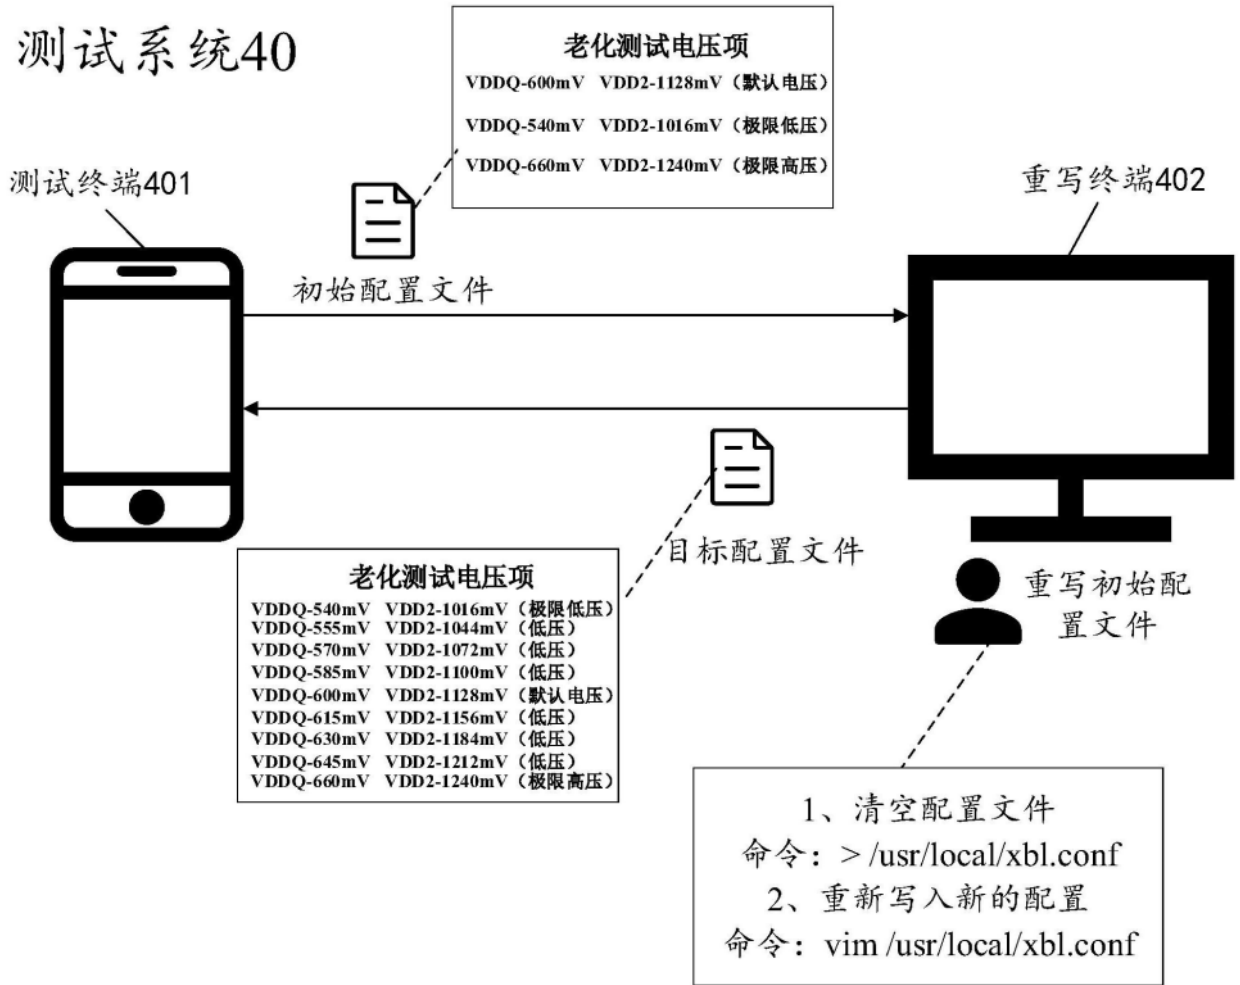 测试系统40
老化测试电压项
VDDQ-600mV VDD2-1128mV（默认电压）
VDDQ-540mV VDD2-1016mV（极限低压）
VDDQ-660mV VDD2-1240mV（极限高压）
测试终端401
重写终端402
初始配置文件
目标配置文件
老化测试电压项
VDDQ-540mV VDD2-1016mV（极限低压）
VDDQ-555mV VDD2-1044mV（低压）
VDDQ-570mV VDD2-1072mV（低压）
VDDQ-585mV VDD2-1100mV（低压）
VDDQ-600mV VDD2-1128mV（默认电压）
VDDQ-615mV VDD2-1156mV（低压）
VDDQ-630mV VDD2-1184mV（低压）
VDDQ-645mV VDD2-1212mV（低压）
VDDQ-660mV VDD2-1240mV（极限高压）
重写初始配
置文件
1、清空配置文件
命令：> /usr/local/xbl.conf
2、重新写入新的配置
命令：vim /usr/local/xbl.conf